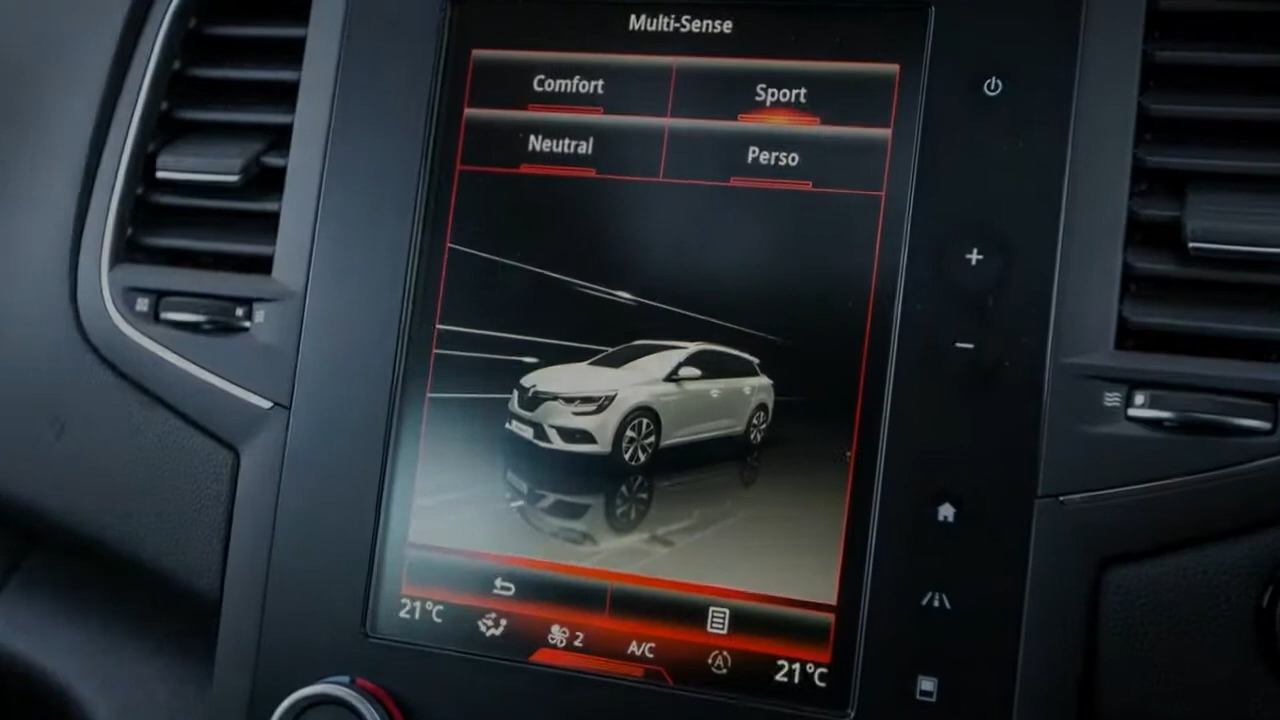 Multi-Sense
Comfort
Sport
Neutral
Perso
21°C
2
A/C
A
21°C